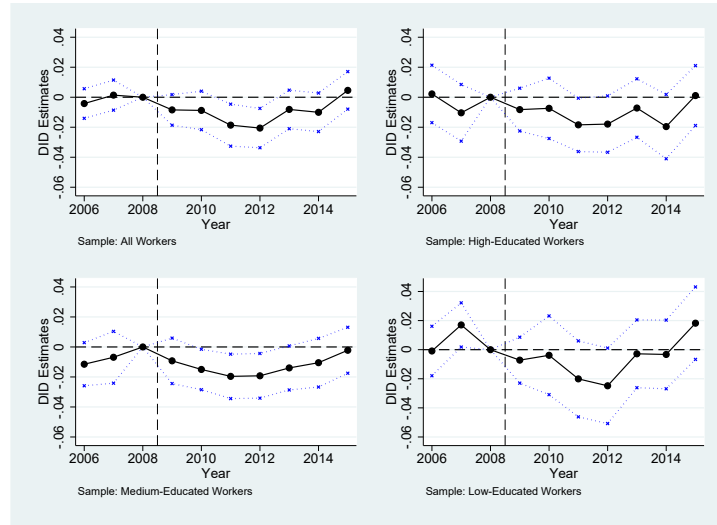 .04
.02
0
-.02
-.04
-.06
DID Estimates
2006 2008 2010 2012 2014
Year
Sample: All Workers
.04
.02
0
-.02
-.04
-.06
DID Estimates
2006 2008 2010 2012 2014
Year
Sample: High-Educated Workers
.04
.02
0
-.02
-.04
-.06
DID Estimates
2006 2008 2010 2012 2014
Year
Sample: Medium-Educated Workers
.04
.02
0
-.02
-.04
-.06
DID Estimates
2006 2008 2010 2012 2014
Year
Sample: Low-Educated Workers